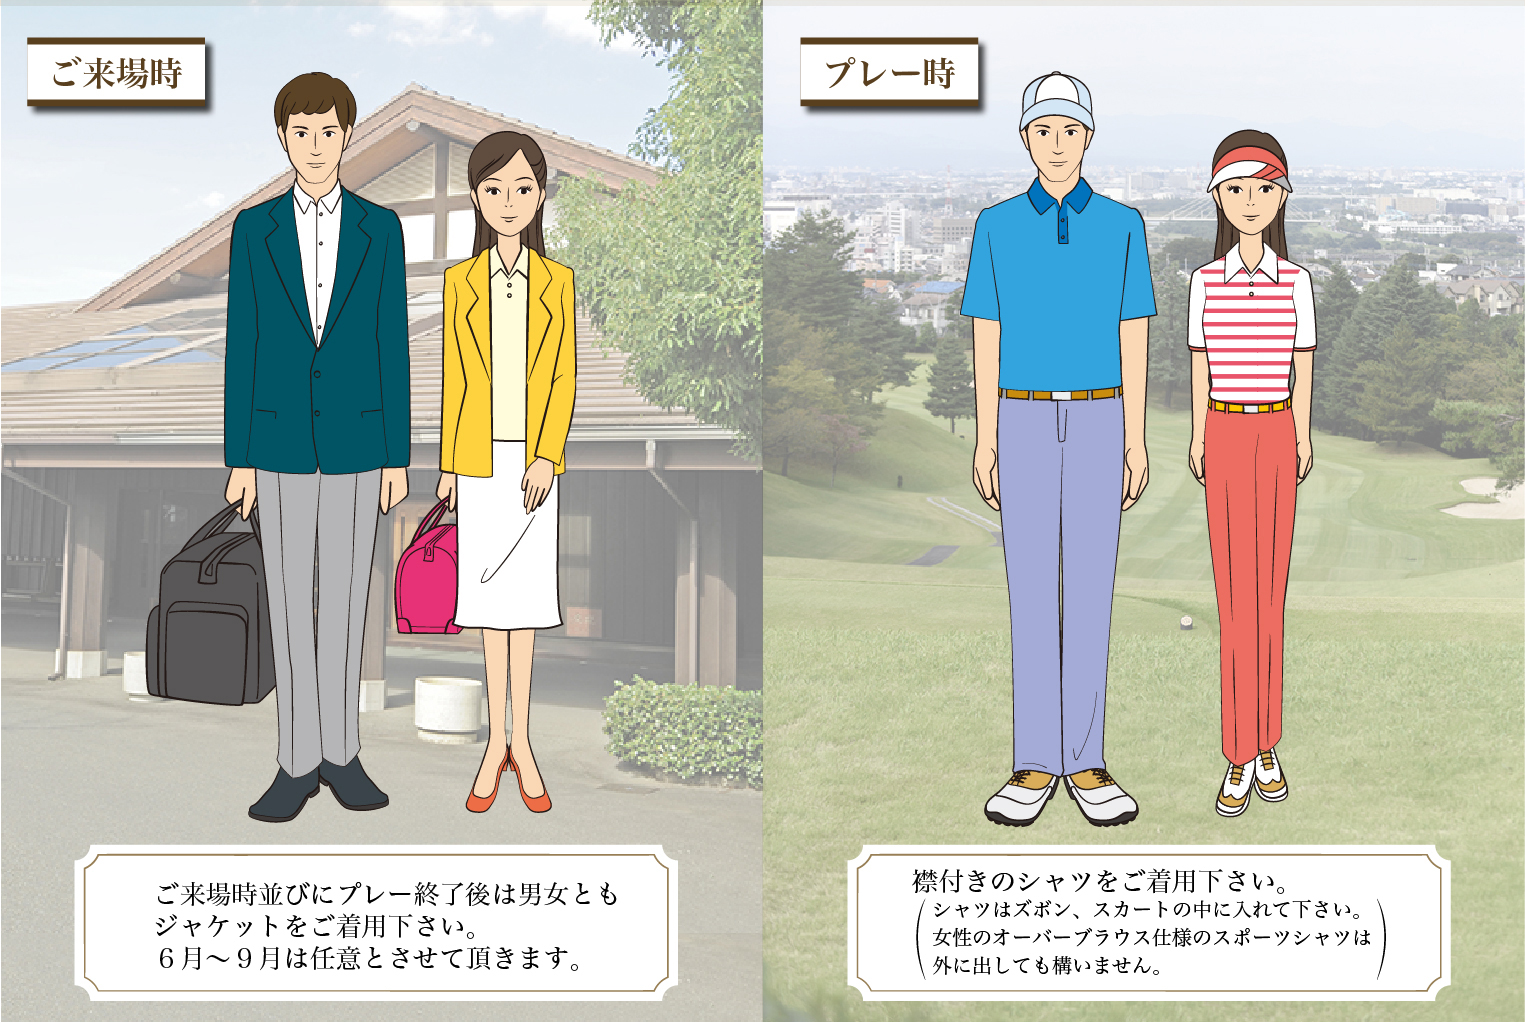 ご来場時
ご来場時並びにプレー終了後は男女とも
ジャケットをご着用下さい。
６月～９月は任意とさせて頂きます。
プレー時
襟付きのシャツをご着用下さい。
（シャツはズボン、スカートの中に入れて下さい。
女性のオーバーブラウス仕様のスポーツシャツは
外に出しても構いません。）